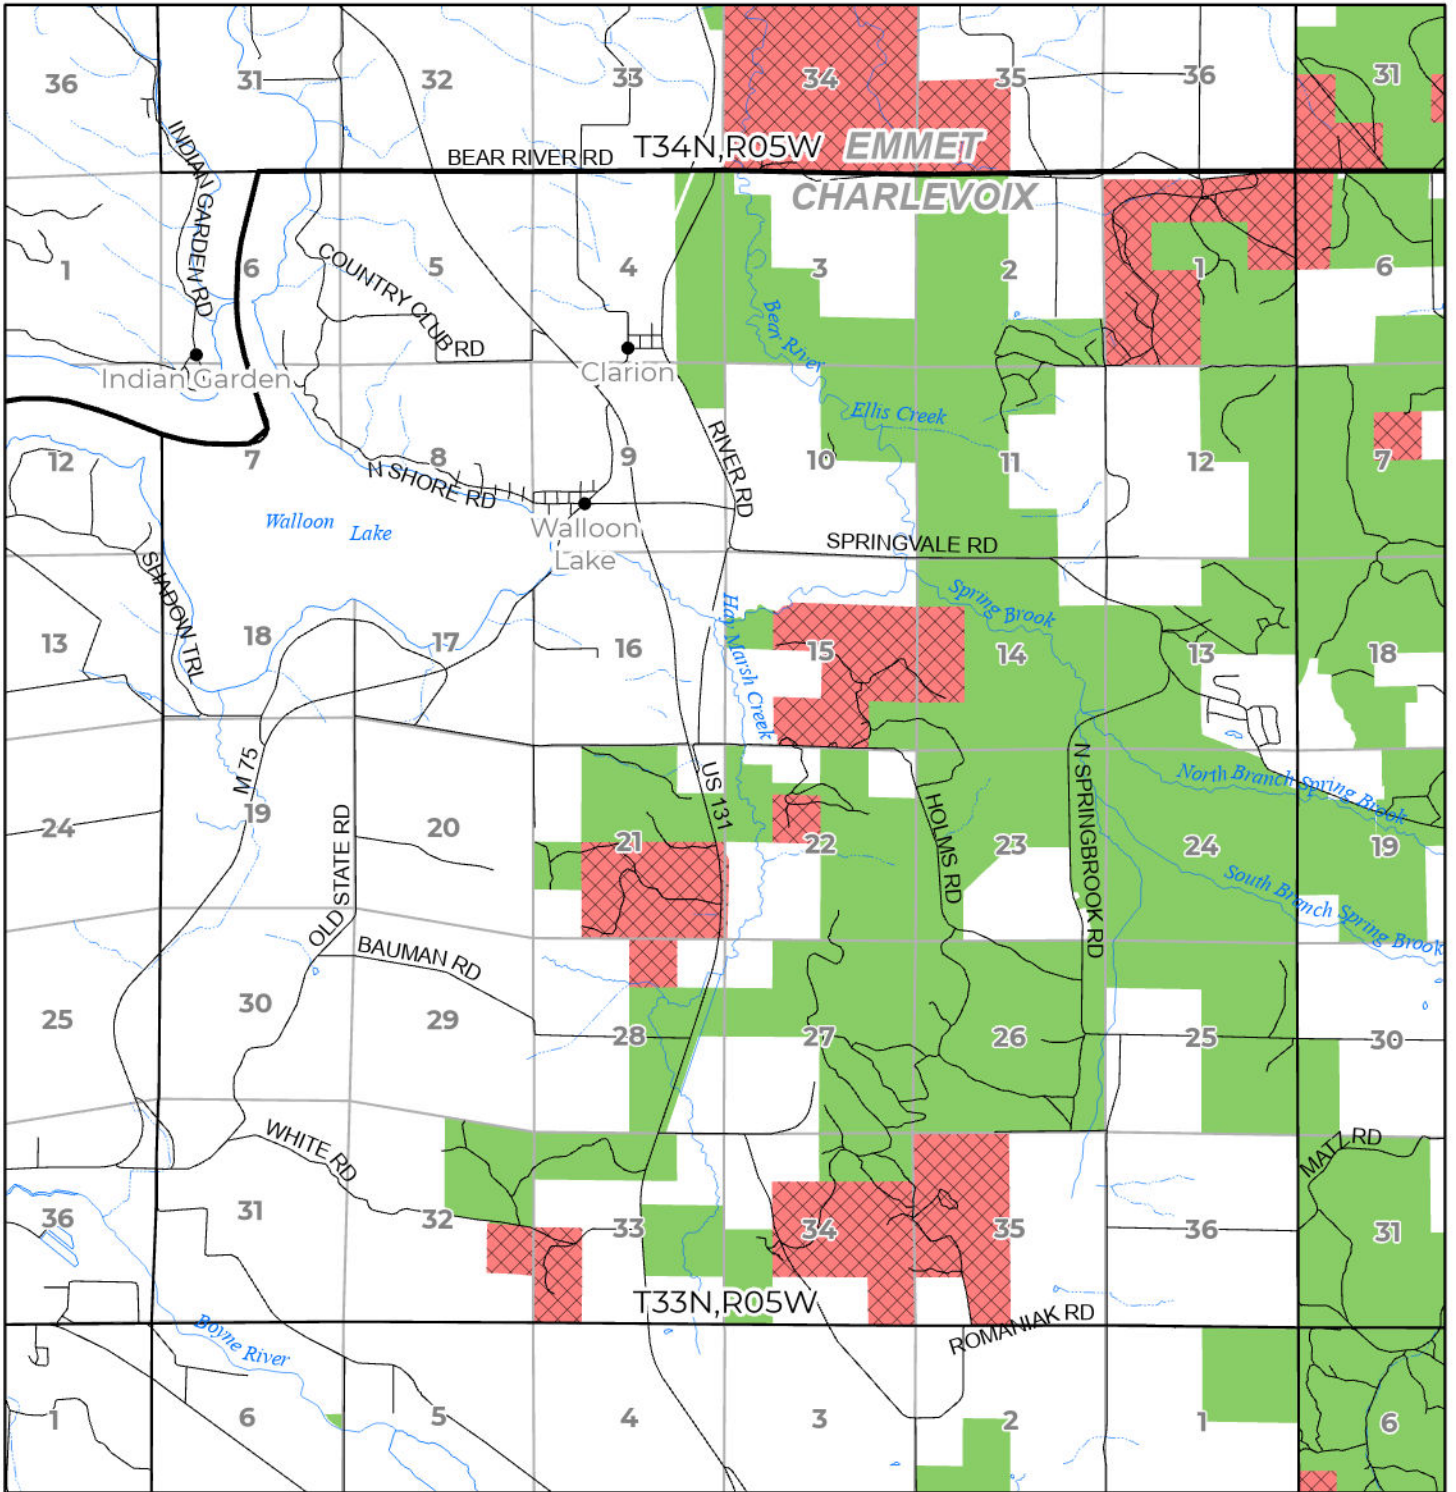 36
31
32
33
34
35
36
31
INDIAN GARDEN RD
BEAR RIVER RD
T34N,R05W
EMMET
CHARLEVOIX
1
6
COUNTRY CLUB RD
5
4
3
2
1
6
Bear River
Indian Garden
Clarion
Ellis Creek
12
7
8
N SHORE RD
9
RIVER RD
10
11
12
7
Walloon Lake
Walloon
Lake
SPRINGVALE RD
SHADOW TRL
Hay Marsh Creek
Spring Brook
13
18
17
16
15
14
13
18
M 75
US 131
N SPRINGBROOK RD
North Branch Spring Brook
24
19
OLD STATE RD
20
21
22
HOLMS RD
23
24
19
South Branch Spring Brook
BAUMAN RD
25
30
29
28
27
26
25
30
WHITE RD
MATZ RD
36
31
32
33
34
35
36
31
T33N,R05W
ROMANIAK RD
Boyne River
1
6
5
4
3
2
1
6